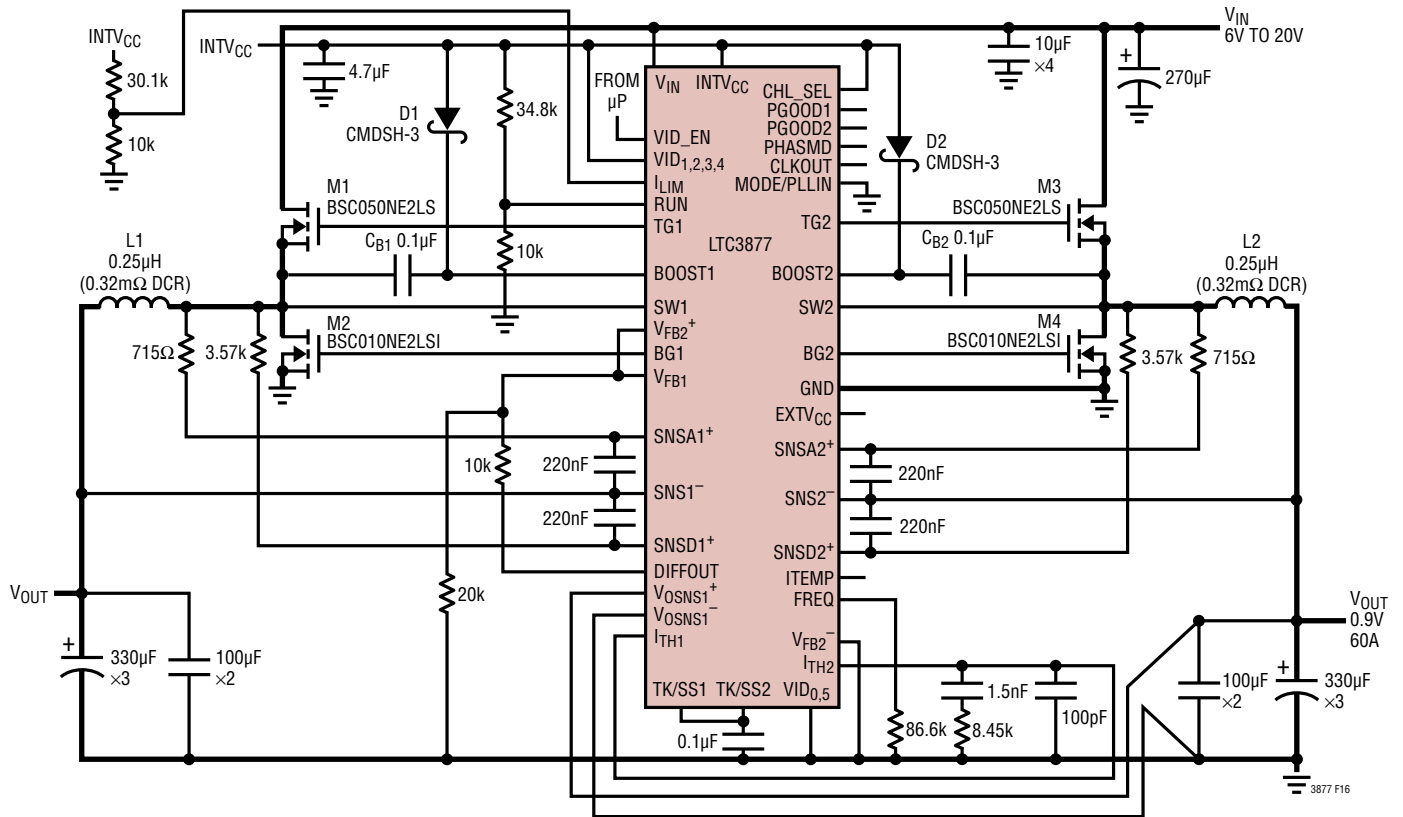 INTVCC
30.1k
10k
INTVCC
4.7µF
D1
CMDSH-3
34.8k
10k
FROM
µP
VIN
6V TO 20V
10µF
×4
+
270µF
D2
CMDSH-3
M1
BSC050NE2LS
CB1 0.1µF
L1
0.25µH
(0.32mΩ DCR)
M2
BSC010NE2LSI
715Ω
3.57k
M3
BSC050NE2LS
CB2 0.1µF
L2
0.25µH
(0.32mΩ DCR)
M4
BSC010NE2LSI
3.57k
715Ω
LTC3877
VIN
INTVCC
VID_EN
VID1,2,3,4
ILIM
RUN
TG1
BOOST1
SW1
VFB2+
BG1
VFB1
SNSA1+
SNS1–
SNSD1+
DIFFOUT
VOSNS1+
VOSNS1–
ITH1
TK/SS1
TK/SS2
VID0,5
CHL_SEL
PGOOD1
PGOOD2
PHASMD
CLKOUT
MODE/PLLIN
TG2
BOOST2
SW2
BG2
GND
EXTVCC
SNSA2+
SNS2–
SNSD2+
ITEMP
FREQ
VFB2–
ITH2
10k
220nF
220nF
20k
220nF
220nF
VOUT
+
330µF
×3
100µF
×2
0.1µF
86.6k
1.5nF
8.45k
100pF
VOUT
0.9V
60A
100µF
×2
+
330µF
×3
3877 F16